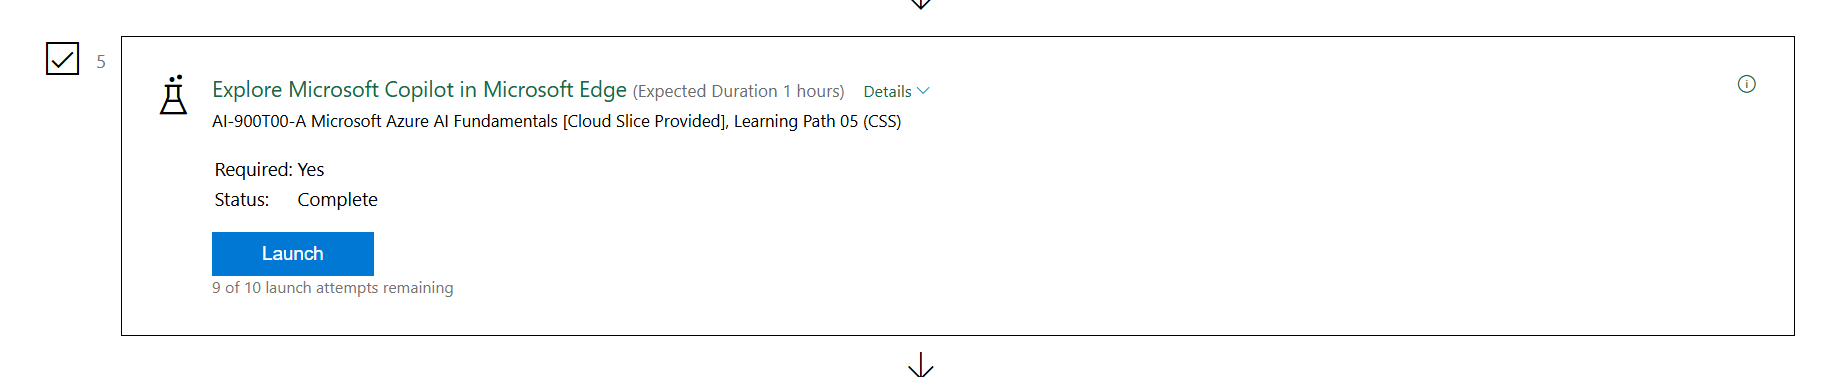 5
Explore Microsoft Copilot in Microsoft Edge (Expected Duration 1 hours) Details
AI-900T00-A Microsoft Azure AI Fundamentals [Cloud Slice Provided], Learning Path 05 (CSS)
Required: Yes
Status: Complete
Launch
9 of 10 launch attempts remaining